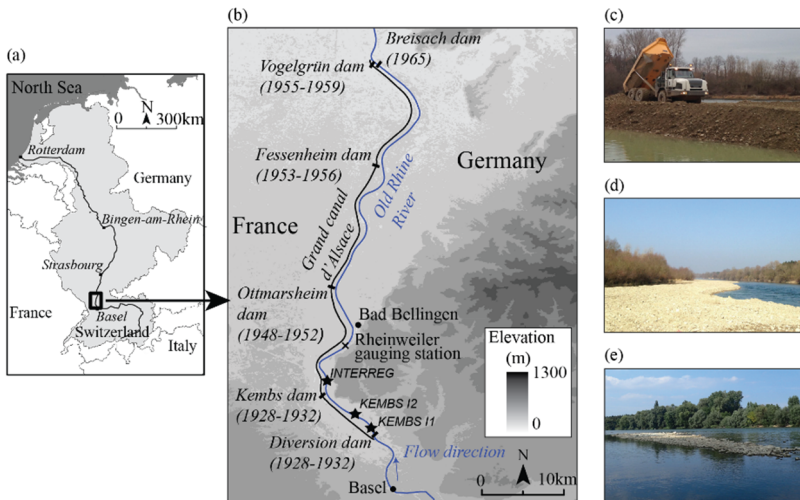 (a)
North Sea
N
0 300km
Rotterdam
Germany
Bingen-am-Rhein
Strasbourg
France
Basel
Switzerland
Italy
(b)
Breisach dam
(1965)
Vogelgrün dam
(1955-1959)
Fessenheim dam
(1953-1956)
Germany
Old Rhine
River
France
Grand canal
d'Alsace
Ottmarsheim
dam
(1948-1952)
Bad Bellingen
Rheinweiler
gauging station
INTERREG
Kembs dam
(1928-1932)
KEMBS I2
KEMBS I1
Diversion dam
(1928-1932)
Flow direction
Basel
Elevation
(m)
1300
0
N
0 10km
(c)
(d)
(e)